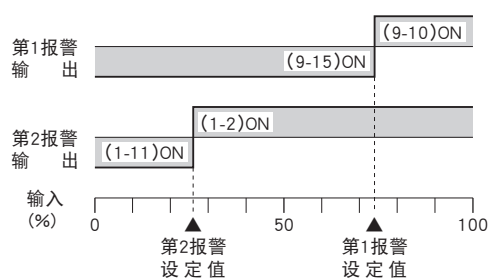 第1报警
输 出
(9-10)ON
(9-15)ON
第2报警
输 出
(1-2)ON
(1-11)ON
输入
(%)
0 50 100
第2报警
设定值
第1报警
设定值